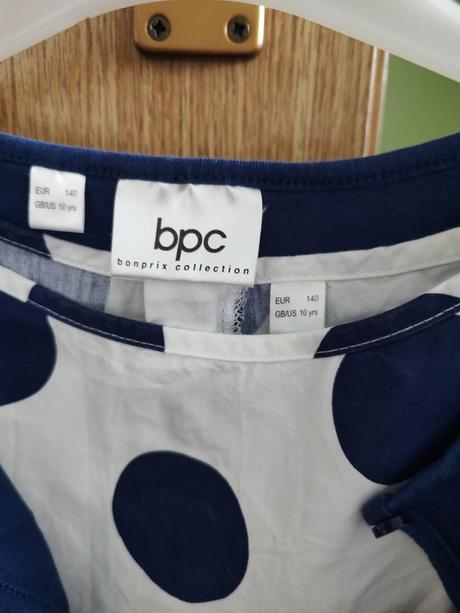 EUR 140
GB/US 10 yrs
bpc
bonprix collection
EUR 140
GB/US 10 yrs